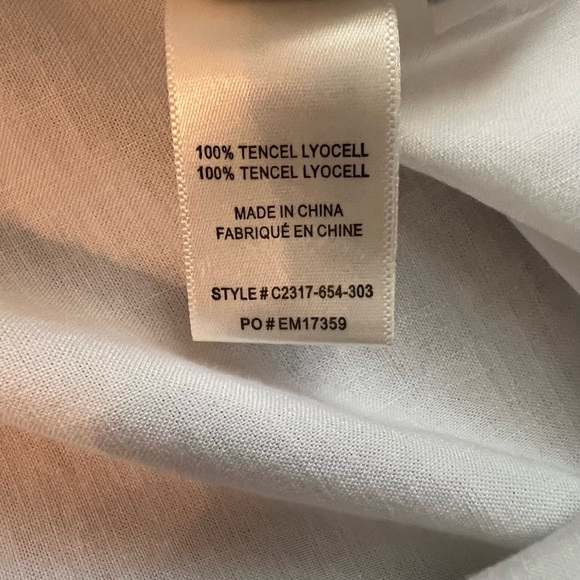 100% TENCEL LYOCELL
100% TENCEL LYOCELL
MADE IN CHINA
FABRIQUÉ EN CHINE
STYLE # C2317-654-303
PO # EM17359